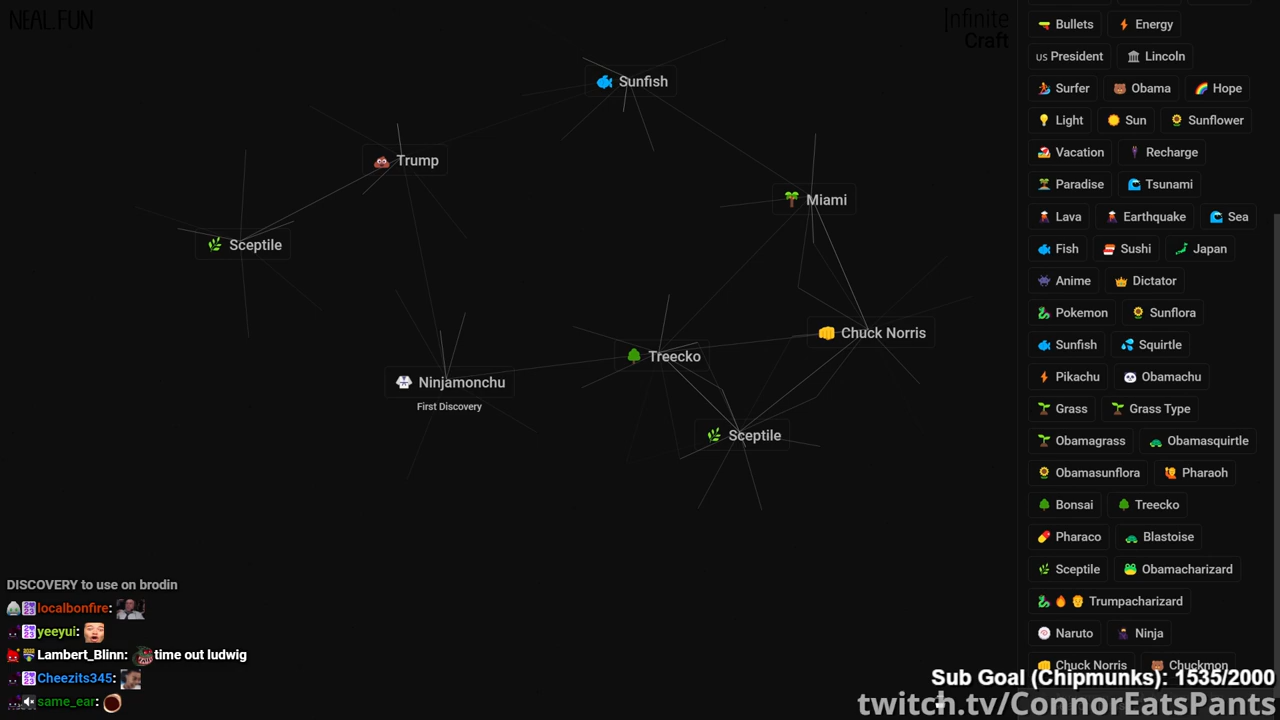 NEAL.FUN
Infinite
Craft
Sunfish
Trump
Miami
Sceptile
Chuck Norris
Treecko
Ninjamonchu
First Discovery
Sceptile
Bullets Energy
US President Lincoln
Surfer Obama Hope
Light Sun Sunflower
Vacation Recharge
Paradise Tsunami
Lava Earthquake Sea
Fish Sushi Japan
Anime Dictator
Pokemon Sunflora
Sunfish Squirtle
Pikachu Obamachu
Grass Grass Type
Obamagrass Obamasquirtle
Obamasunflora Pharaoh
Bonsai Treecko
Pharaco Blastoise
Sceptile Obamacharizard
Trumpacharizard
Naruto Ninja
Chuck Norris Chuckmon
DISCOVERY to use on brodin
localbonfire:
yeeyui:
Lambert_Blinn: time out ludwig
Cheezits345:
same_ear:
Sub Goal (Chipmunks): 1535/2000
twitch.tv/ConnorEatsPants